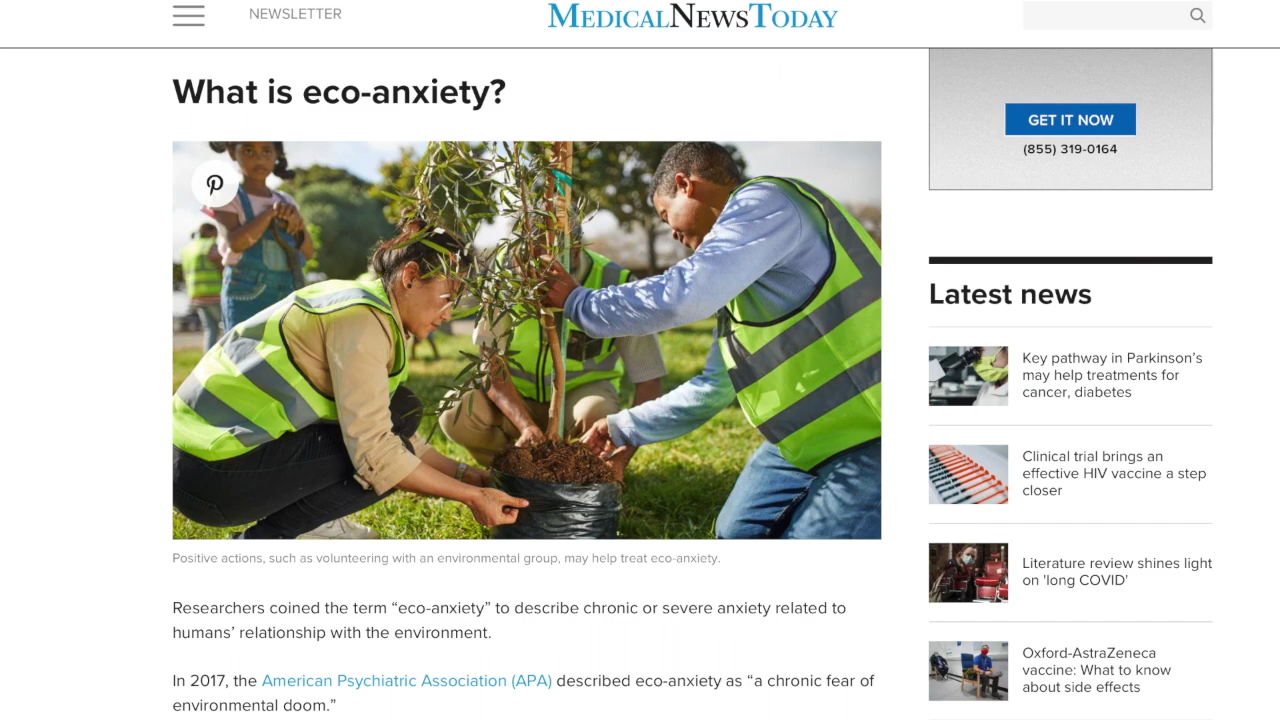 NEWSLETTER
MEDICALNEWSTODAY
What is eco-anxiety?
Positive actions, such as volunteering with an environmental group, may help treat eco-anxiety.
Researchers coined the term “eco-anxiety” to describe chronic or severe anxiety related to
humans’ relationship with the environment.
In 2017, the American Psychiatric Association (APA) described eco-anxiety as “a chronic fear of
environmental doom.”
GET IT NOW
(855) 319-0164
Latest news
Key pathway in Parkinson’s
may help treatments for
cancer, diabetes
Clinical trial brings an
effective HIV vaccine a step
closer
Literature review shines light
on 'long COVID'
Oxford-AstraZeneca
vaccine: What to know
about side effects